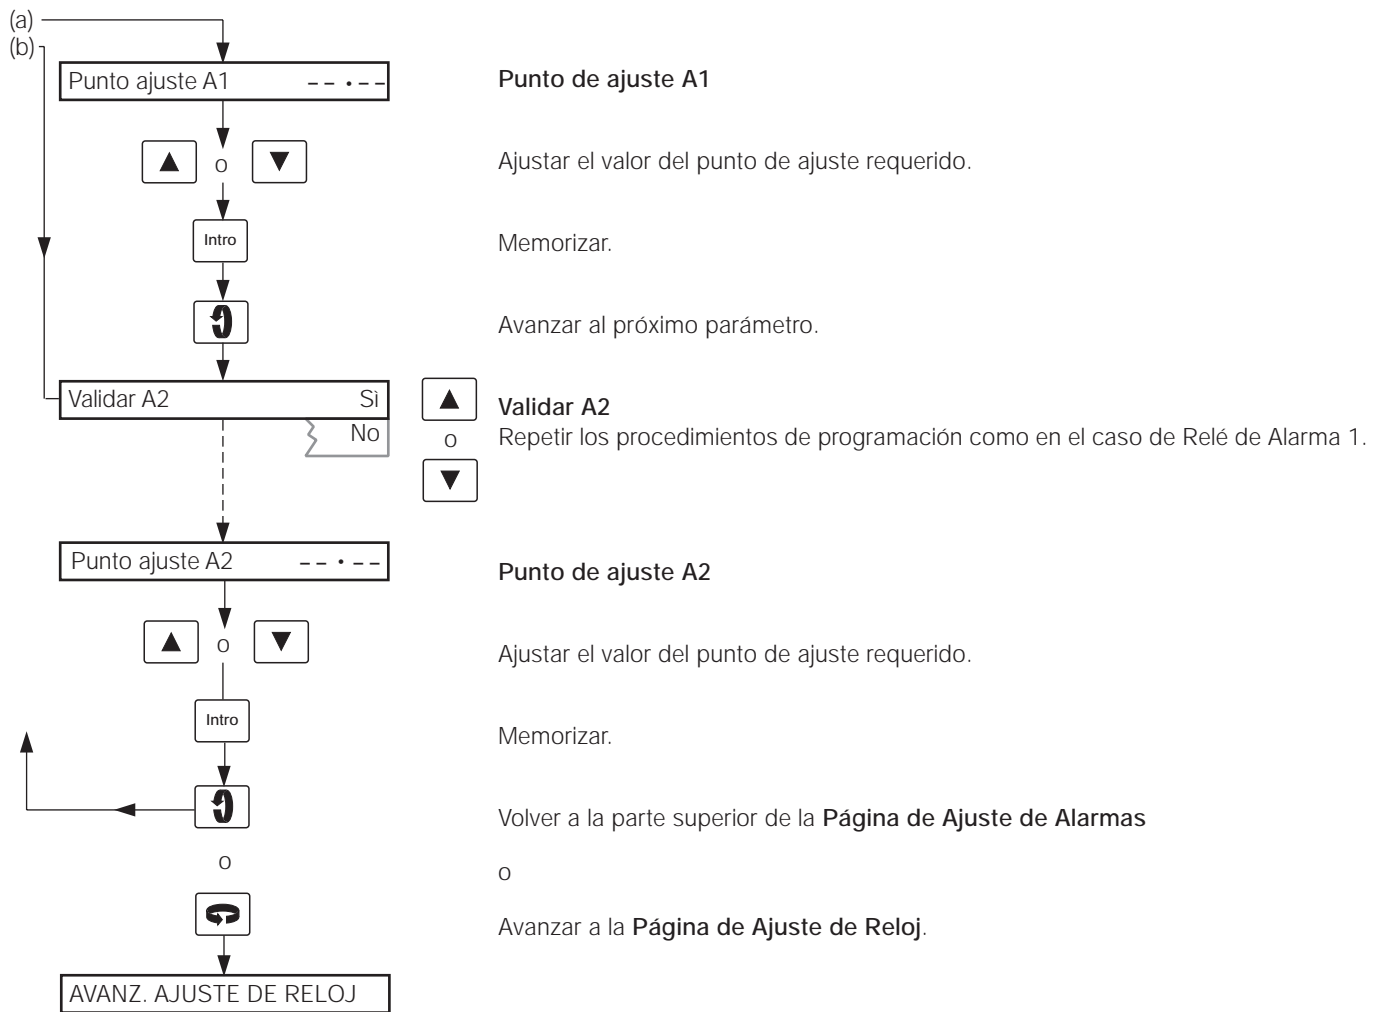 (a)
(b)
Punto ajuste A1 -- • --
Punto de ajuste A1
o
Ajustar el valor del punto de ajuste requerido.
Intro
Memorizar.
Avanzar al próximo parámetro.
Validar A2 Sì
No
o
Validar A2
Repetir los procedimientos de programación como en el caso de Relé de Alarma 1.
Punto ajuste A2 -- • --
Punto de ajuste A2
o
Ajustar el valor del punto de ajuste requerido.
Intro
Memorizar.
Volver a la parte superior de la Página de Ajuste de Alarmas
o
o
Avanzar a la Página de Ajuste de Reloj.
AVANZ. AJUSTE DE RELOJ